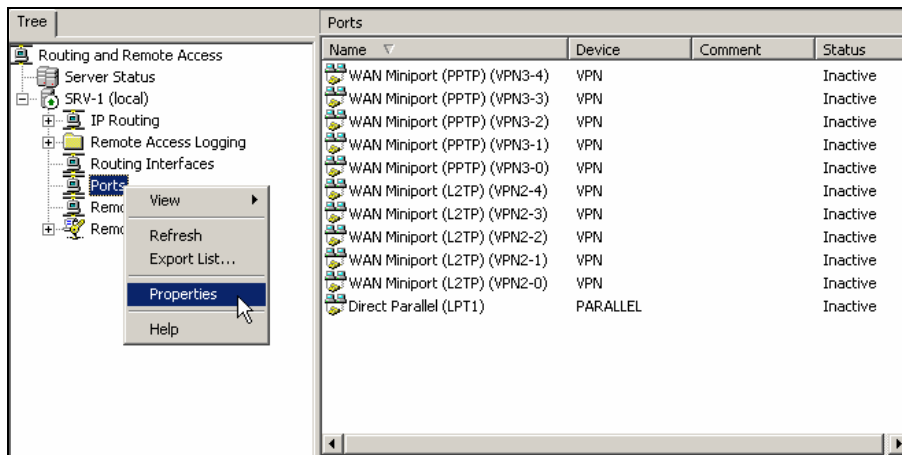 Tree
Ports
Routing and Remote Access
Server Status
SRV-1 (local)
IP Routing
Remote Access Logging
Routing Interfaces
Ports
Remo
Remo
View
Refresh
Export List...
Properties
Help
Name Device Comment Status
WAN Miniport (PPTP) (VPN3-4) VPN Inactive
WAN Miniport (PPTP) (VPN3-3) VPN Inactive
WAN Miniport (PPTP) (VPN3-2) VPN Inactive
WAN Miniport (PPTP) (VPN3-1) VPN Inactive
WAN Miniport (PPTP) (VPN3-0) VPN Inactive
WAN Miniport (L2TP) (VPN2-4) VPN Inactive
WAN Miniport (L2TP) (VPN2-3) VPN Inactive
WAN Miniport (L2TP) (VPN2-2) VPN Inactive
WAN Miniport (L2TP) (VPN2-1) VPN Inactive
WAN Miniport (L2TP) (VPN2-0) VPN Inactive
Direct Parallel (LPT1) PARALLEL Inactive